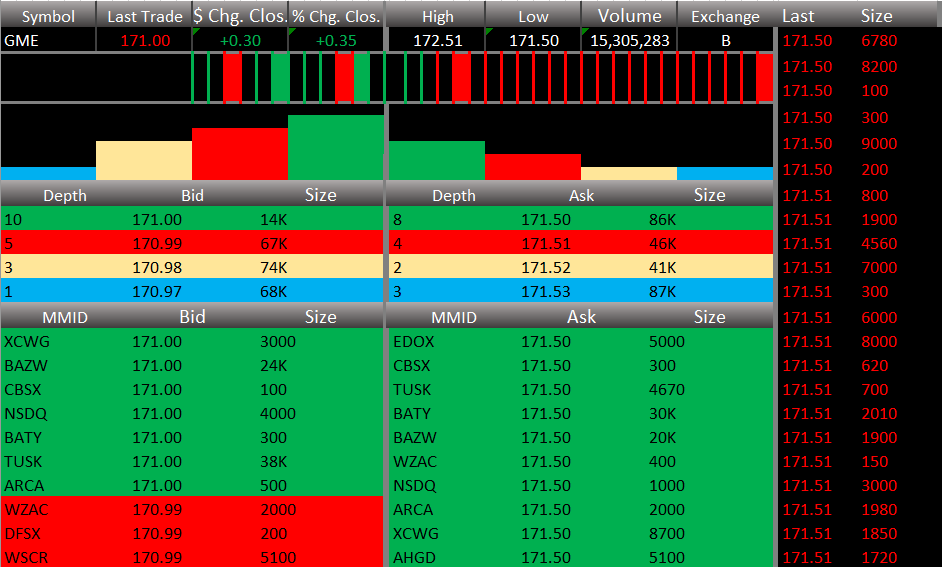 Symbol Last Trade $ Chg. Clos. % Chg. Clos. High Low Volume Exchange Last Size
GME 171.00 +0.30 +0.35 172.51 171.50 15,305,283 B 171.50 6780
171.50 8200
171.50 100
171.50 300
171.50 9000
171.50 200
Depth Bid Size Depth Ask Size 171.51 800
10 171.00 14K 8 171.50 86K 171.51 1900
5 170.99 67K 4 171.51 46K 171.51 4560
3 170.98 74K 2 171.52 41K 171.51 7000
1 170.97 68K 3 171.53 87K 171.51 300
MMID Bid Size MMID Ask Size 171.51 6000
XCWG 171.00 3000 EDOX 171.50 5000 171.51 8000
BAZW 171.00 24K CBSX 171.50 300 171.51 620
CBSX 171.00 100 TUSK 171.50 4670 171.51 700
NSDQ 171.00 4000 BATY 171.50 30K 171.51 2010
BATY 171.00 300 BAZW 171.50 20K 171.51 1900
TUSK 171.00 38K WZAC 171.50 400 171.51 150
ARCA 171.00 500 NSDQ 171.50 1000 171.51 3000
WZAC 170.99 2000 ARCA 171.50 2000 171.51 1980
DFSX 170.99 200 XCWG 171.50 8700 171.51 1850
WSCR 170.99 5100 AHGD 171.50 5100 171.51 1720